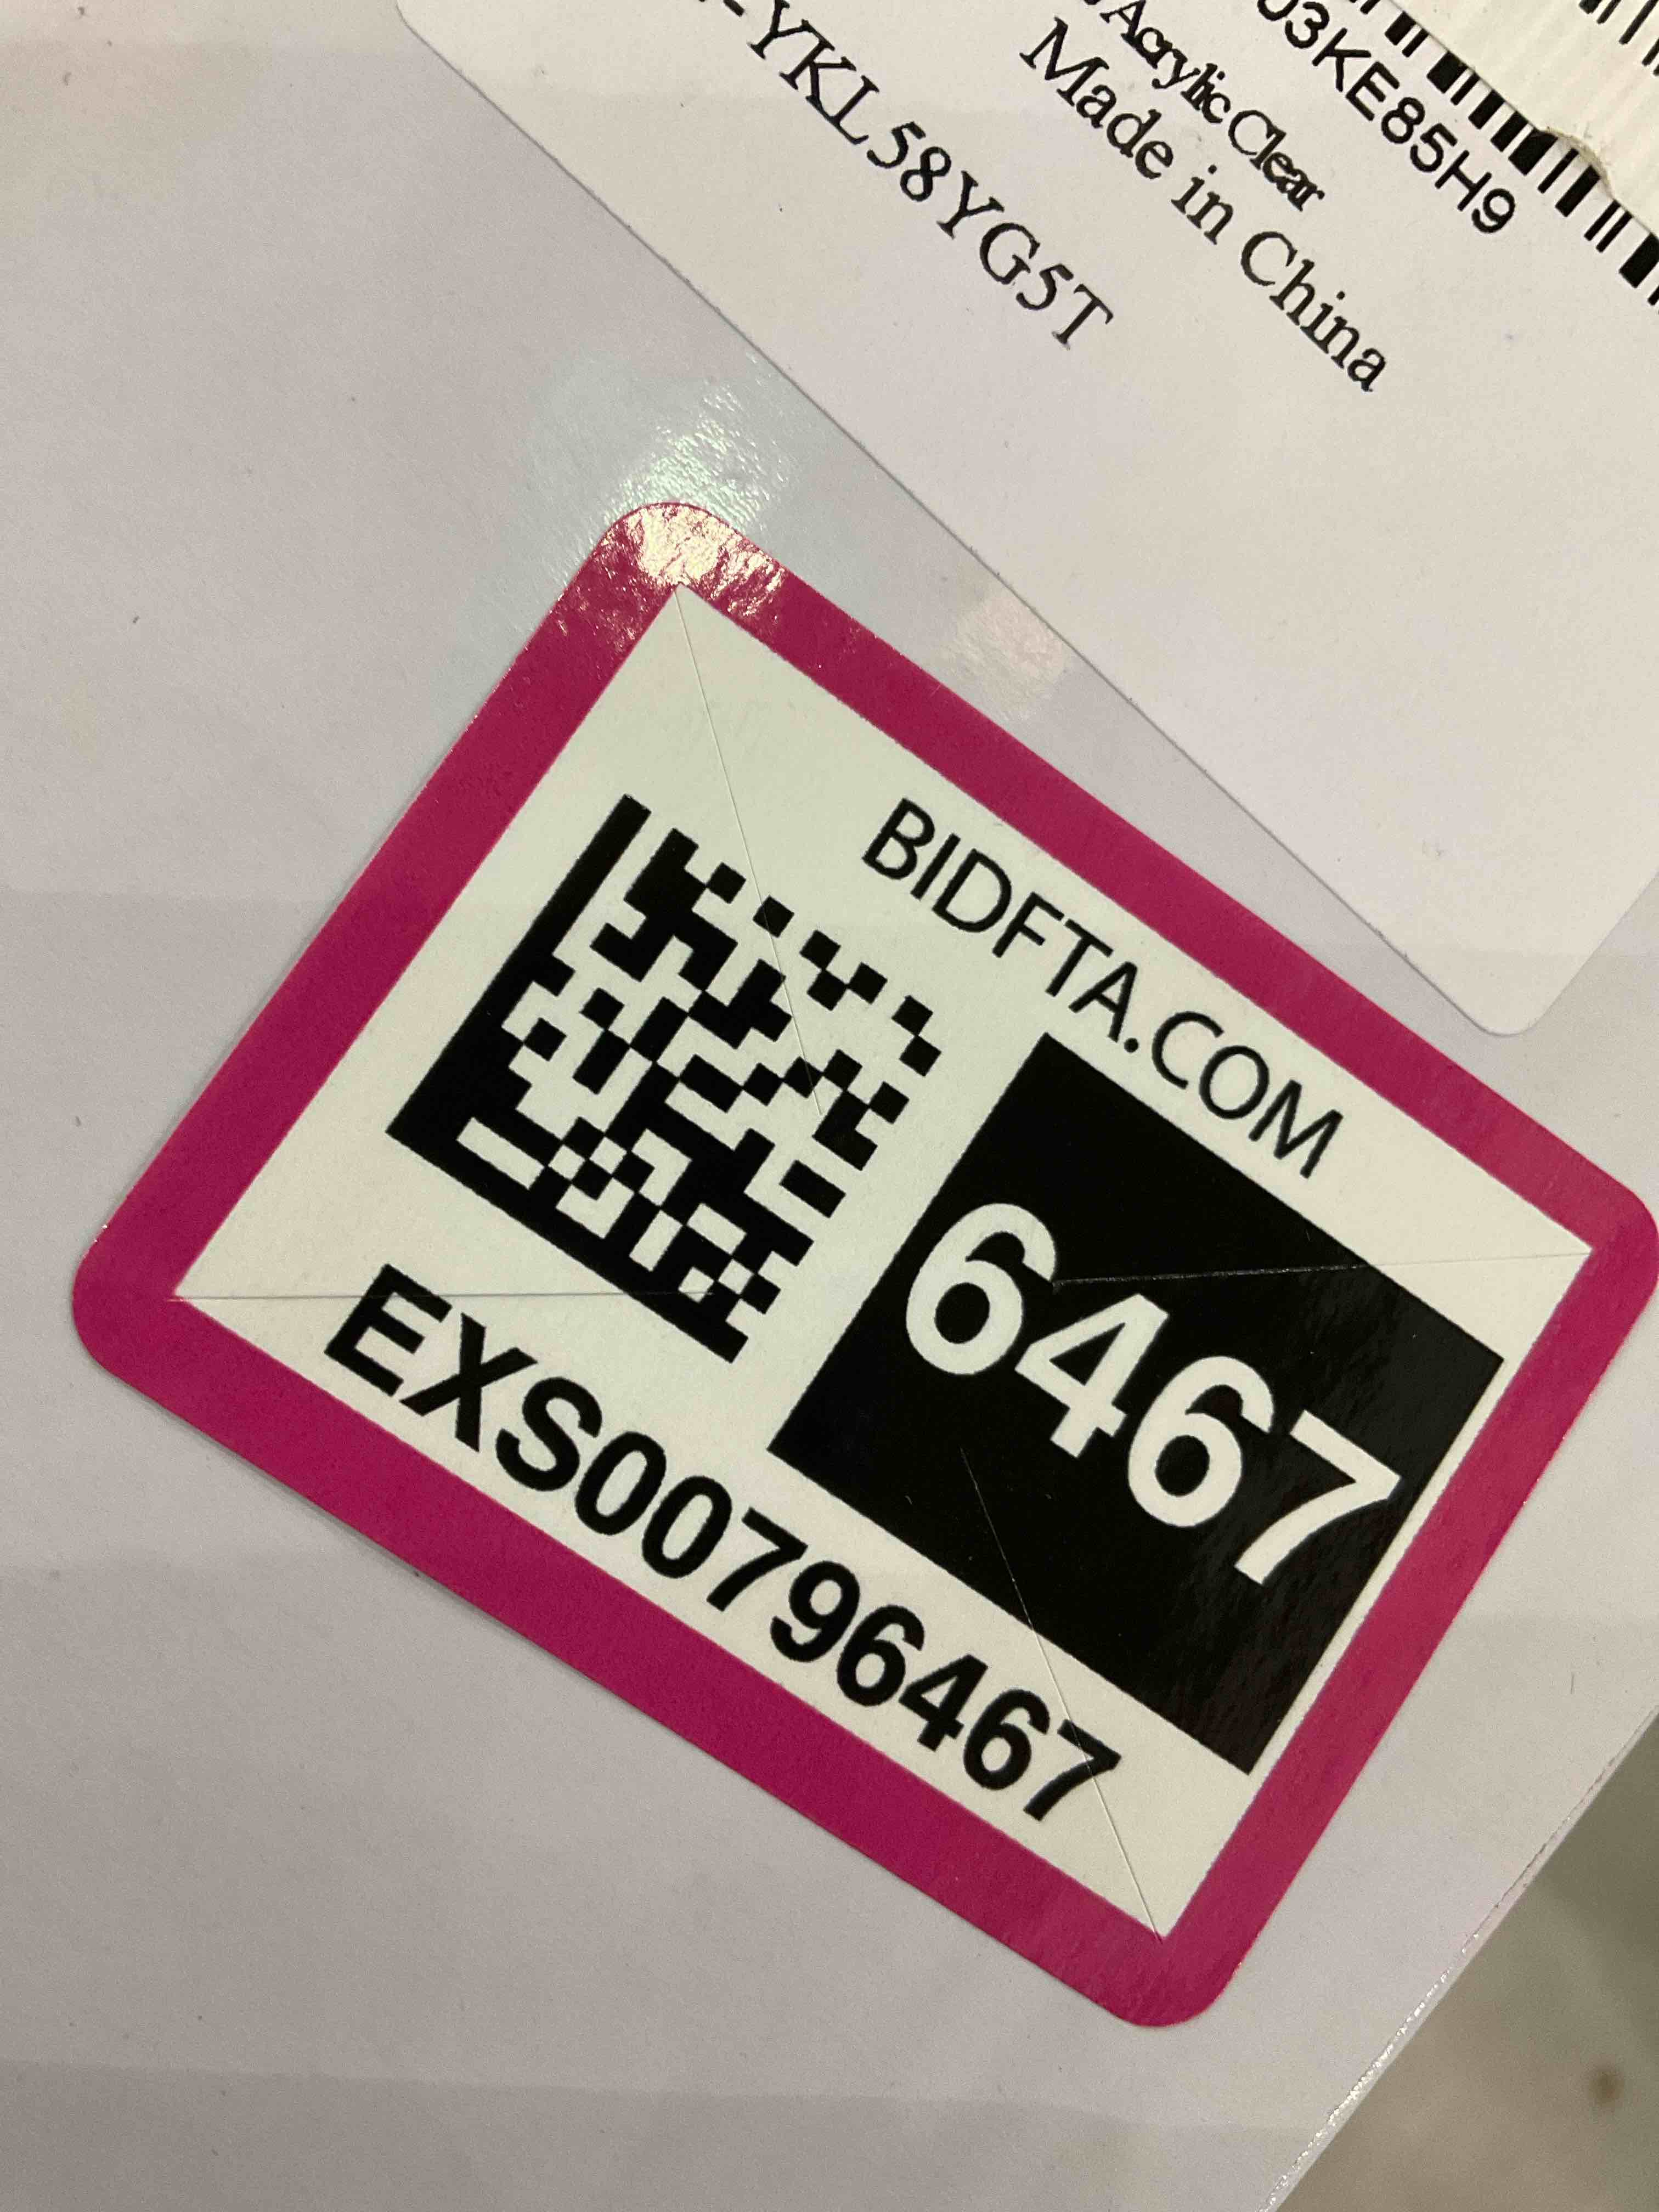 03KE85H9
Acrylic Clear
Made in China
-YKL58YG5T
BIDFTA.COM
6467
EXS00796467